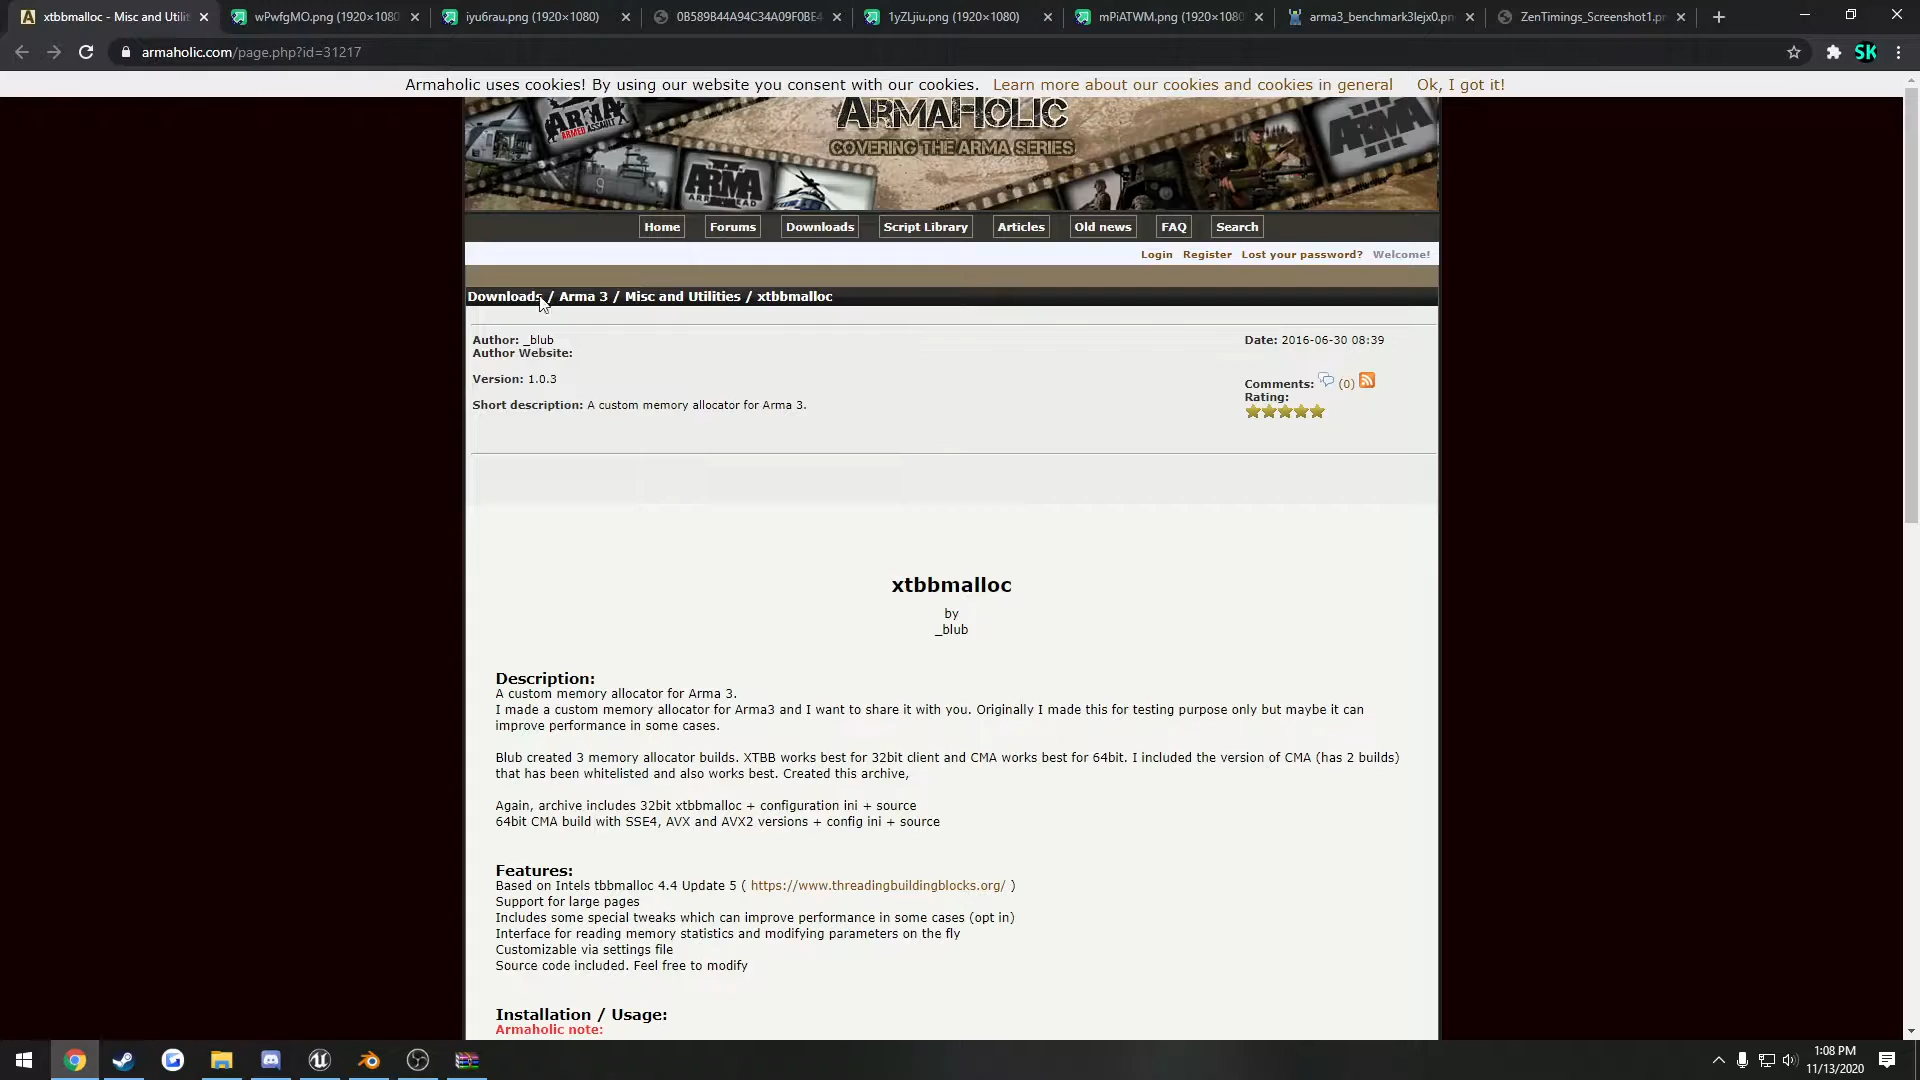 xtbbmalloc - Misc and Utilit
wPwfgMO.png (1920×1080
iyu6rau.png (1920×1080)
0B589B44A94C34A09F0BE4
1yZLjiu.png (1920×1080)
mPiATWM.png (1920×1080
arma3_benchmark3lejx0.pn
ZenTimings_Screenshot1.pr
armaholic.com/page.php?id=31217
SK
Armaholic uses cookies! By using our website you consent with our cookies. Learn more about our cookies and cookies in general Ok, I got it!
ARMAHOLIC
COVERING THE ARMA SERIES
ARMA
ARMED ASSAULT
ARMA II
ARMA III
Home Forums Downloads Script Library Articles Old news FAQ Search
Login Register Lost your password? Welcome!
Downloads / Arma 3 / Misc and Utilities / xtbbmalloc
Author: _blub
Date: 2016-06-30 08:39
Author Website:
Version: 1.0.3
Comments: (0)
Rating:
Short description: A custom memory allocator for Arma 3.
xtbbmalloc
by
_blub
Description:
A custom memory allocator for Arma 3.
I made a custom memory allocator for Arma3 and I want to share it with you. Originally I made this for testing purpose only but maybe it can
improve performance in some cases.
Blub created 3 memory allocator builds. XTBB works best for 32bit client and CMA works best for 64bit. I included the version of CMA (has 2 builds)
that has been whitelisted and also works best. Created this archive,
Again, archive includes 32bit xtbbmalloc + configuration ini + source
64bit CMA build with SSE4, AVX and AVX2 versions + config ini + source
Features:
Based on Intels tbbmalloc 4.4 Update 5 ( https://www.threadingbuildingblocks.org/ )
Support for large pages
Includes some special tweaks which can improve performance in some cases (opt in)
Interface for reading memory statistics and modifying parameters on the fly
Customizable via settings file
Source code included. Feel free to modify
Installation / Usage:
Armaholic note:
1:08 PM
11/13/2020